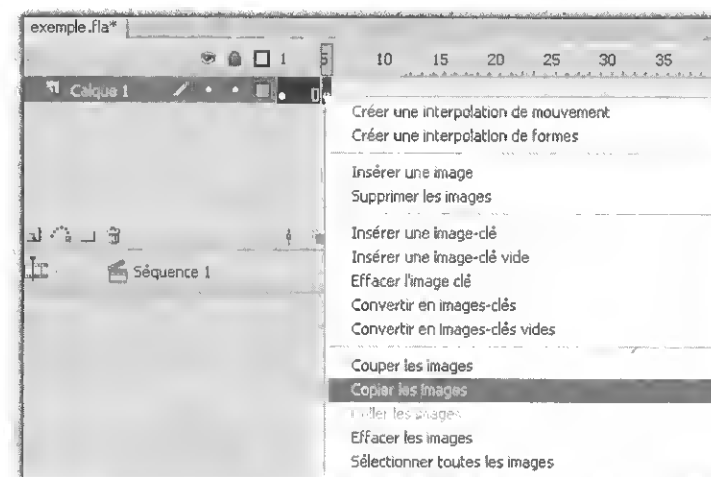 exemple.fla*
1 5 10 15 20 25 30 35
Calque 1
Créer une interpolation de mouvement
Créer une interpolation de formes
Insérer une image
Supprimer les images
Insérer une image-clé
Insérer une image-clé vide
Effacer l'image clé
Convertir en images-clés
Convertir en images-clés vides
Séquence 1
Couper les images
Copier les images
Coller les images
Effacer les images
Sélectionner toutes les images